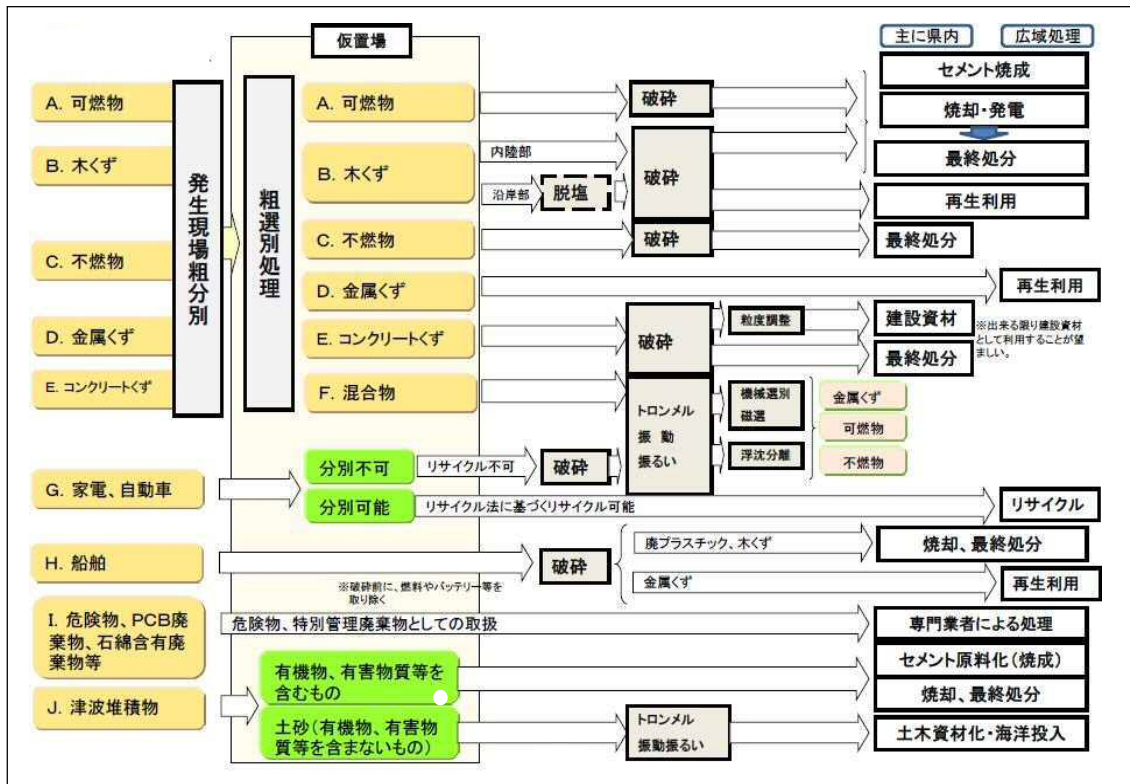 仮置場
主に県内
広域処理
A. 可燃物
B. 木くず
C. 不燃物
D. 金属くず
E. コンクリートくず
発生現場粗分別
粗選別処理
A. 可燃物
B. 木くず
C. 不燃物
D. 金属くず
E. コンクリートくず
F. 混合物
内陸部
沿岸部
脱塩
破砕
破砕
破砕
破砕
粒度調整
トロンメル
振 動
振るい
機械選別
磁選
浮沈分離
金属くず
可燃物
不燃物
セメント焼成
焼却・発電
最終処分
再生利用
最終処分
再生利用
建設資材
※出来る限り建設資材
として利用することが望
ましい。
最終処分
G. 家電、自動車
分別不可
リサイクル不可
破砕
分別可能
リサイクル法に基づくリサイクル可能
リサイクル
H. 船舶
※破砕前に、燃料やバッテリー等を
取り除く
破砕
廃プラスチック、木くず
焼却、最終処分
金属くず
再生利用
I. 危険物、PCB廃
棄物、石綿含有廃
棄物等
危険物、特別管理廃棄物としての取扱
専門業者による処理
J. 津波堆積物
有機物、有害物質等を
含むもの
セメント原料化(焼成)
焼却、最終処分
土砂(有機物、有害物
質等を含まないもの)
トロンメル
振動振るい
土木資材化・海洋投入